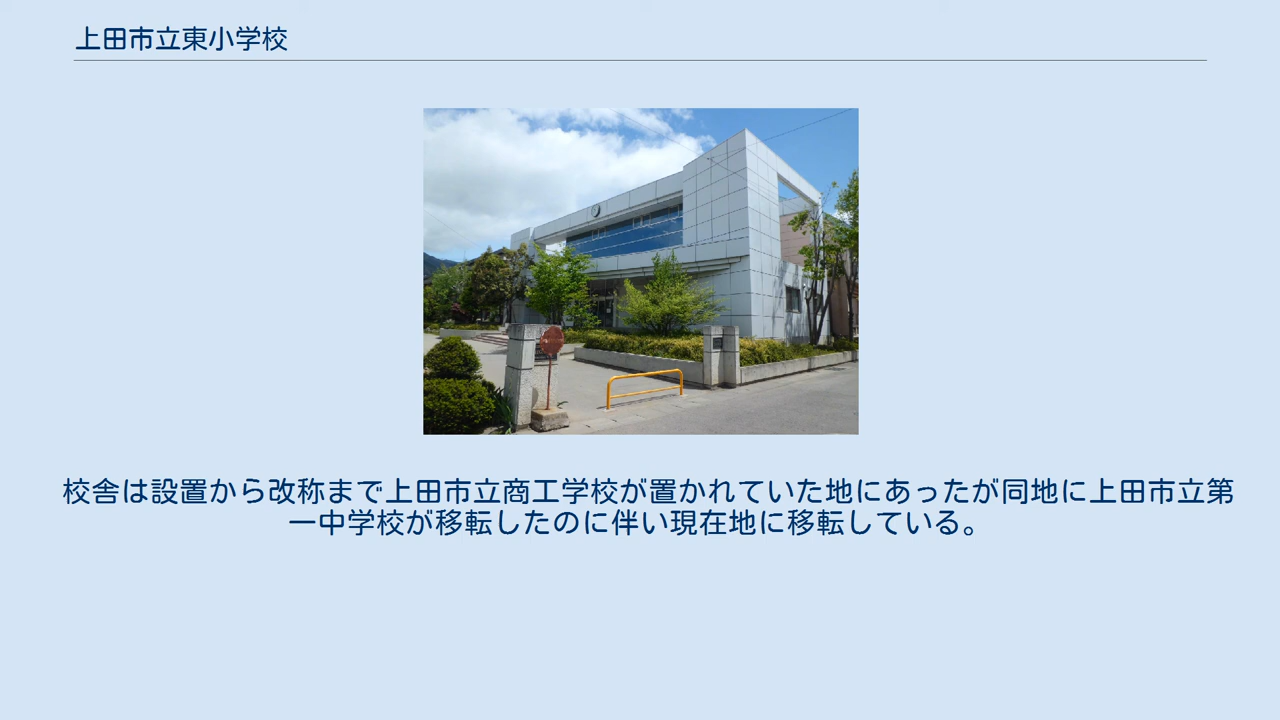 上田市立東小学校
校舎は設置から改称まで上田市立商工学校が置かれていた地にあったが同地に上田市立第
一中学校が移転したのに伴い現在地に移転している。